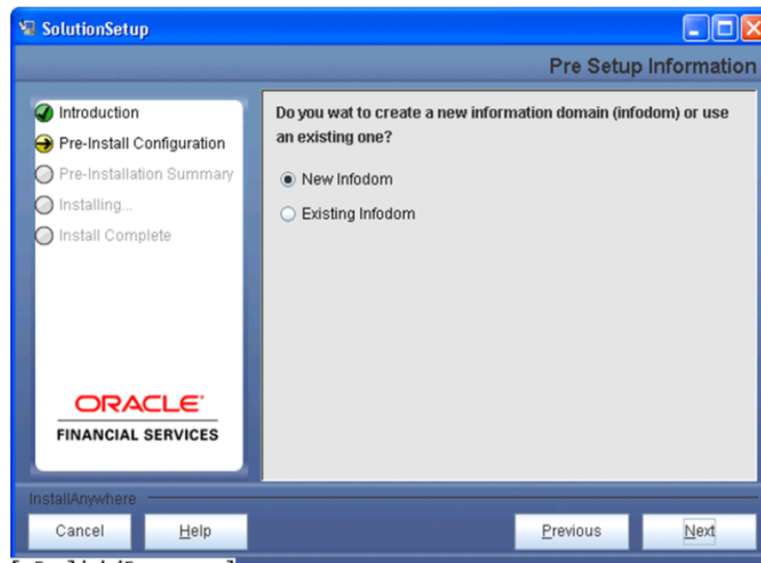 SolutionSetup
Pre Setup Information
Introduction
Pre-Install Configuration
Pre-Installation Summary
Installing...
Install Complete
ORACLE
FINANCIAL SERVICES
Do you wat to create a new information domain (infodom) or use
an existing one?
New Infodom
Existing Infodom
InstallAnywhere
Cancel
Help
Previous
Next